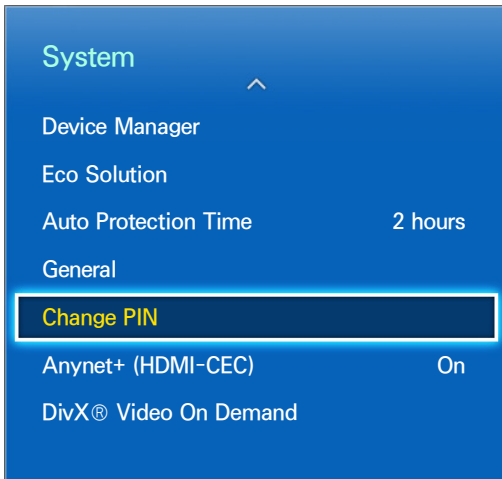 System
Device Manager
Eco Solution
Auto Protection Time 2 hours
General
Change PIN
Anynet+ (HDMI-CEC) On
DivX® Video On Demand